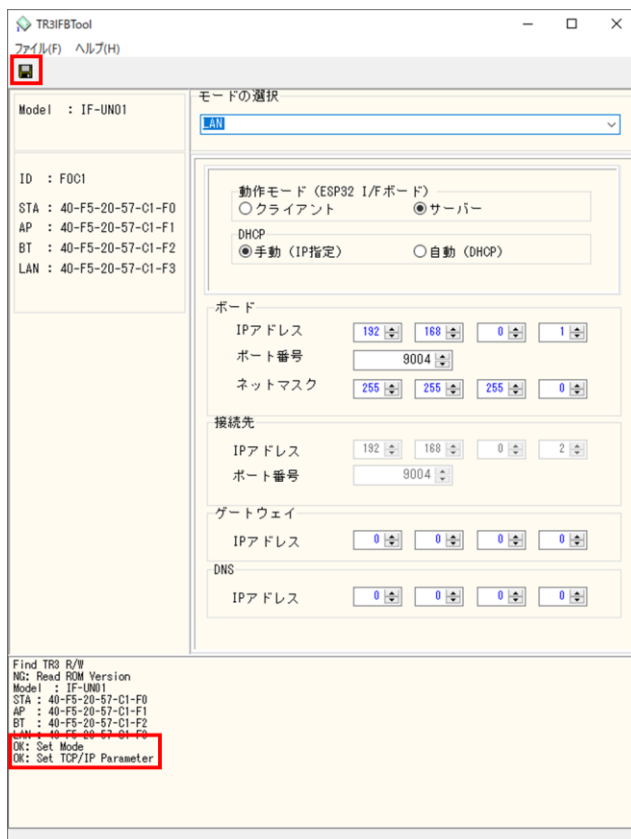 TR3IFBTool
ファイル(F) ヘルプ(H)
Model : IF-UN01
モードの選択
LAN
ID : F0C1
STA : 40-F5-20-57-C1-F0
AP : 40-F5-20-57-C1-F1
BT : 40-F5-20-57-C1-F2
LAN : 40-F5-20-57-C1-F3
動作モード (ESP32 I/Fボード)
クライアント サーバー
DHCP
手動 (IP指定) 自動 (DHCP)
ボード
IPアドレス 192 168 0 1
ポート番号 9004
ネットマスク 255 255 255 0
接続先
IPアドレス 192 168 0 2
ポート番号 9004
ゲートウェイ
IPアドレス 0 0 0 0
DNS
IPアドレス 0 0 0 0
Find TR3 R/W
NG: Read ROM Version
Model : IF-UN01
STA : 40-F5-20-57-C1-F0
AP : 40-F5-20-57-C1-F1
BT : 40-F5-20-57-C1-F2
LAN : 40-F5-20-57-C1-F3
OK: Set Mode
OK: Set TCP/IP Parameter